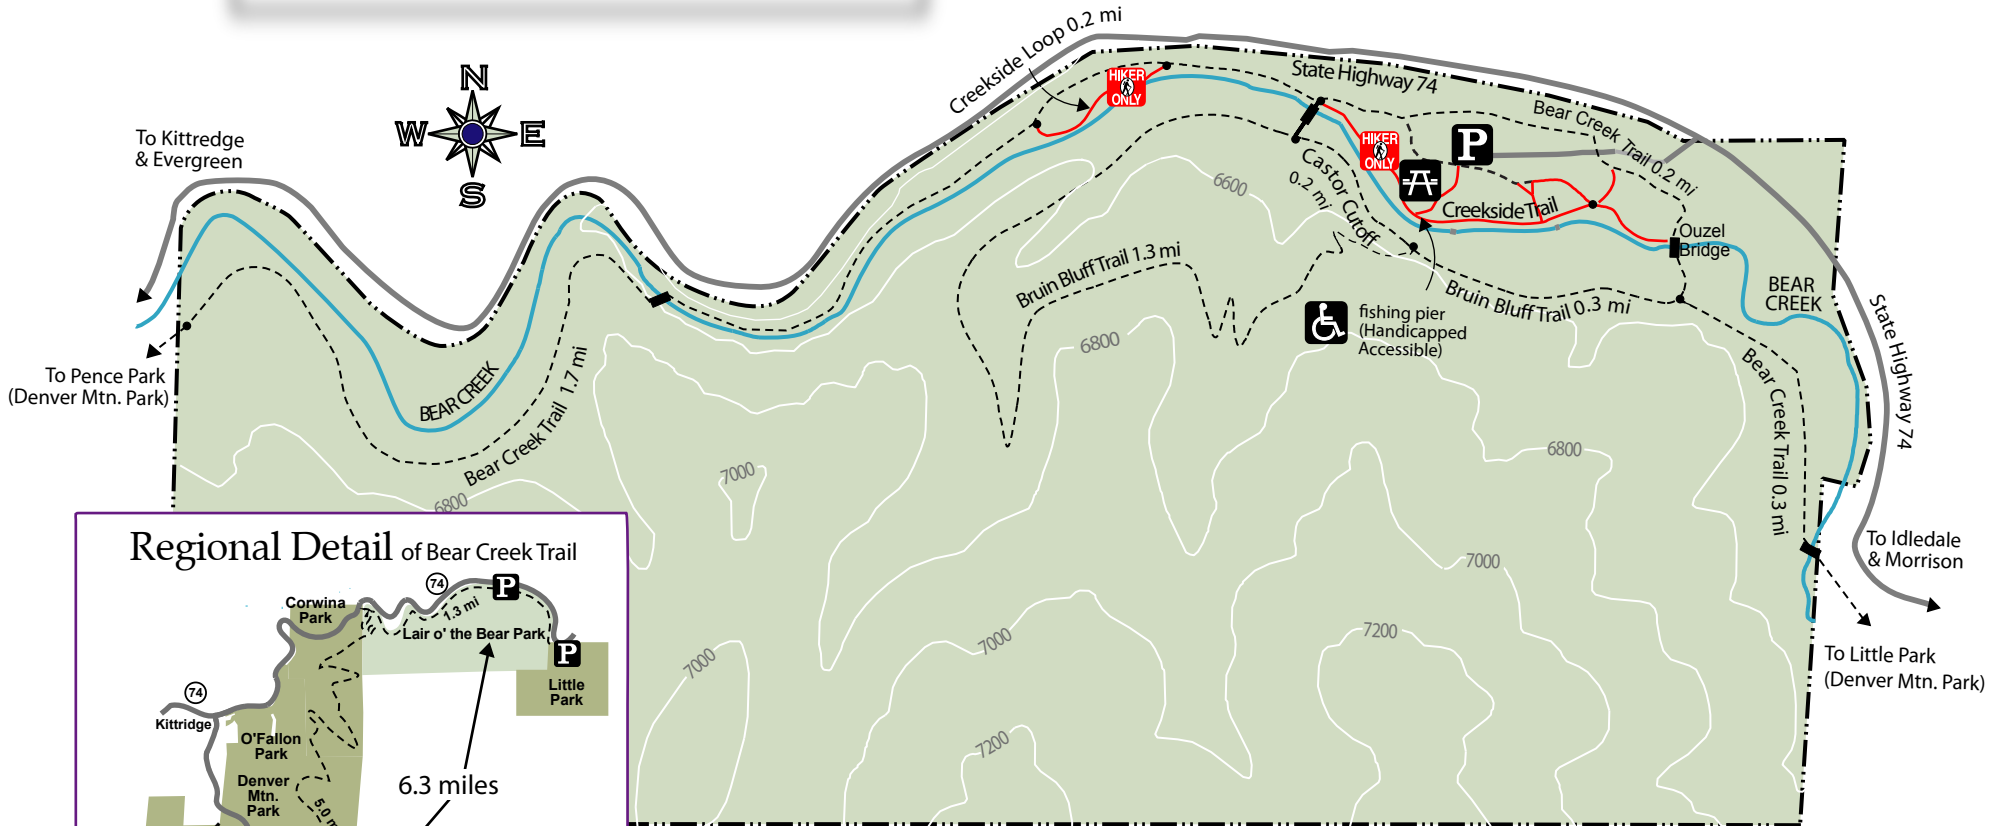 Creekside Loop 0.2 mi
N
W
E
S
HIKER
ONLY
State Highway 74
Bear Creek Trail 0.2 mi
HIKER
ONLY
P
To Kittredge
& Evergreen
Castor Cutoff
0.2 mi
6600
Creekside Trail
Ouzel
Bridge
Bruin Bluff Trail 1.3 mi
Bruin Bluff Trail 0.3 mi
BEAR
CREEK
State Highway 74
fishing pier
(Handicapped
Accessible)
6800
To Pence Park
(Denver Mtn. Park)
BEAR CREEK
Bear Creek Trail 1.7 mi
Bear Creek Trail 0.3 mi
6800
7000
6800
7000
To Idledale
& Morrison
7200
7000
7000
To Little Park
(Denver Mtn. Park)
7200
Regional Detail of Bear Creek Trail
74
P
Corwina
Park
1.3 mi
Lair o' the Bear Park
P
Little
Park
74
Kittridge
O'Fallon
Park
Denver
Mtn.
Park
6.3 miles
5.0 m